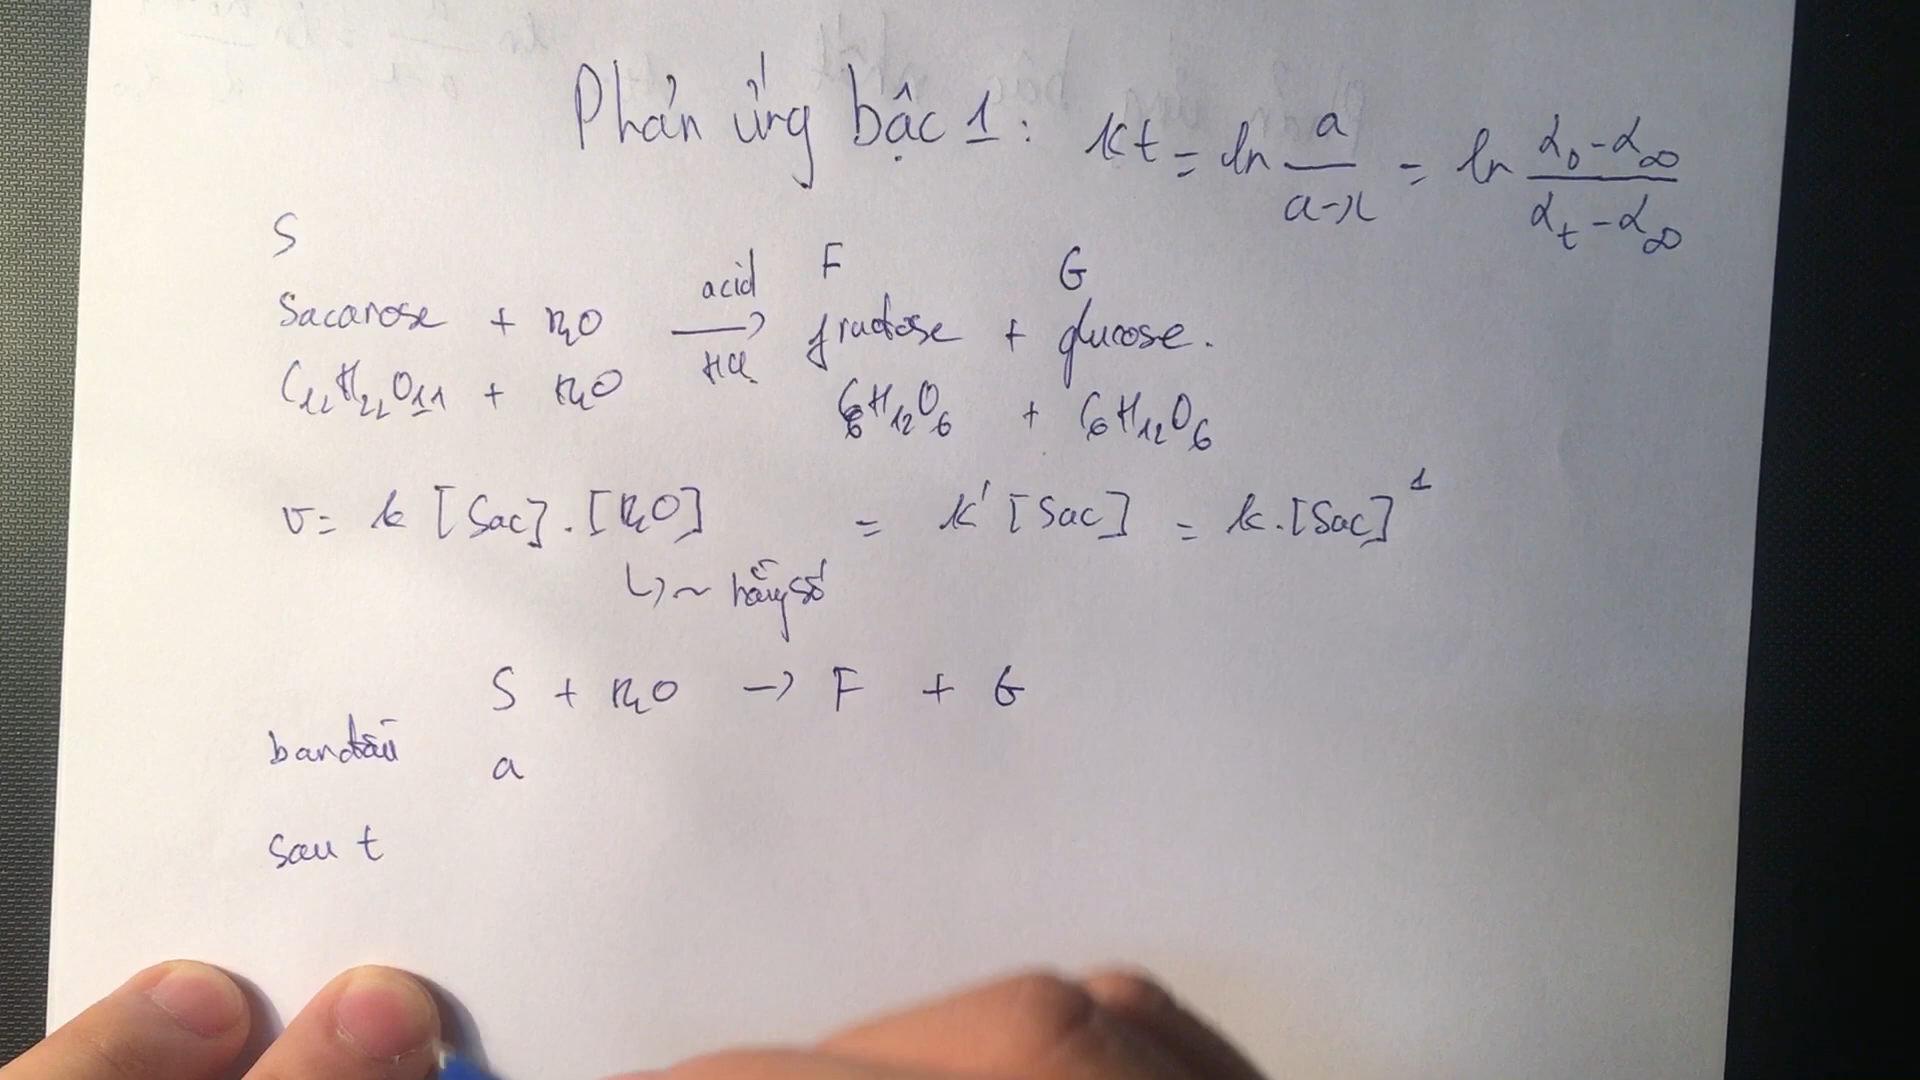 Phản ứng bậc 1: kt = ln a/(a-x) = ln (α₀-α∞)/(αt-α∞)
S F G
Sacarose + H₂O —acid/HCl→ fructose + glucose.
C₁₂H₂₂O₁₁ + H₂O C₆H₁₂O₆ + C₆H₁₂O₆
v = k [Sac].[H₂O] = k' [Sac] = k.[Sac]¹
↳ ~ hằng số
S + H₂O → F + G
ban đầu a
sau t